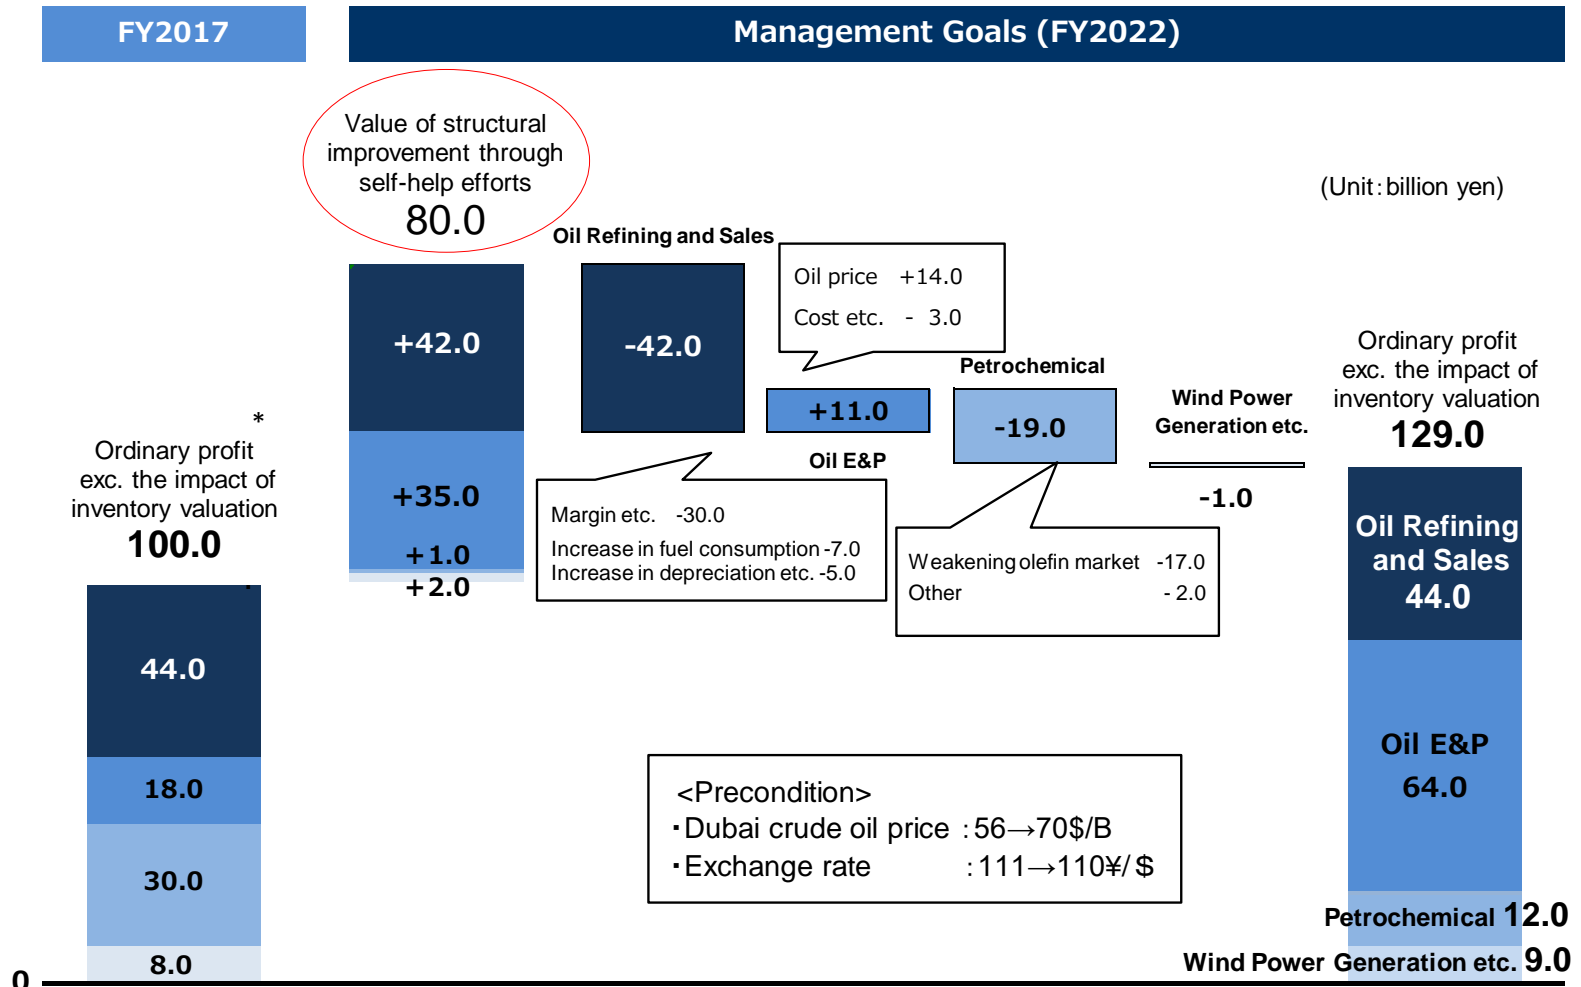 FY2017
Management Goals (FY2022)
Value of structural
improvement through
self-help efforts
80.0
(Unit:billion yen)
Oil Refining and Sales
Oil price +14.0
Cost etc. - 3.0
+42.0
-42.0
Petrochemical
+11.0
-19.0
Oil E&P
Wind Power
Generation etc.
-1.0
Ordinary profit
exc. the impact of
inventory valuation
129.0
*
Ordinary profit
exc. the impact of
inventory valuation
100.0
+35.0
+1.0
+2.0
Margin etc. -30.0
Increase in fuel consumption -7.0
Increase in depreciation etc. -5.0
Weakening olefin market -17.0
Other - 2.0
Oil Refining
and Sales
44.0
44.0
18.0
30.0
8.0
<Precondition>
・Dubai crude oil price :56→70$/B
・Exchange rate :111→110¥/$
Oil E&P
64.0
Petrochemical 12.0
Wind Power Generation etc. 9.0
0